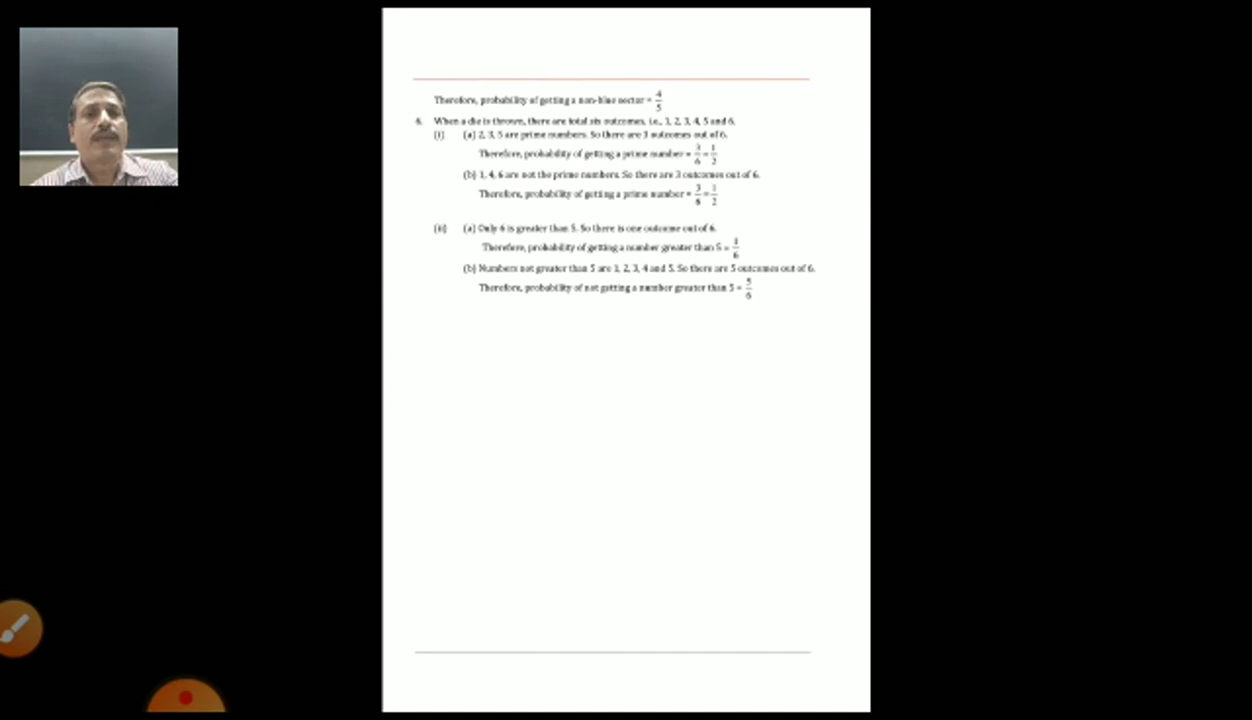 Therefore, probability of getting a non-blue sector = 4/5
6. When a die is thrown, there are total six outcomes, i.e., 1, 2, 3, 4, 5 and 6.
(i) (a) 2, 3, 5 are prime numbers. So there are 3 outcomes out of 6.
Therefore, probability of getting a prime number = 3/6 = 1/2
(b) 1, 4, 6 are not the prime numbers. So there are 3 outcomes out of 6.
Therefore, probability of getting a prime number = 3/6 = 1/2
(ii) (a) Only 6 is greater than 5. So there is one outcome out of 6.
Therefore, probability of getting a number greater than 5 = 1/6
(b) Numbers not greater than 5 are 1, 2, 3, 4 and 5. So there are 5 outcomes out of 6.
Therefore, probability of not getting a number greater than 5 = 5/6